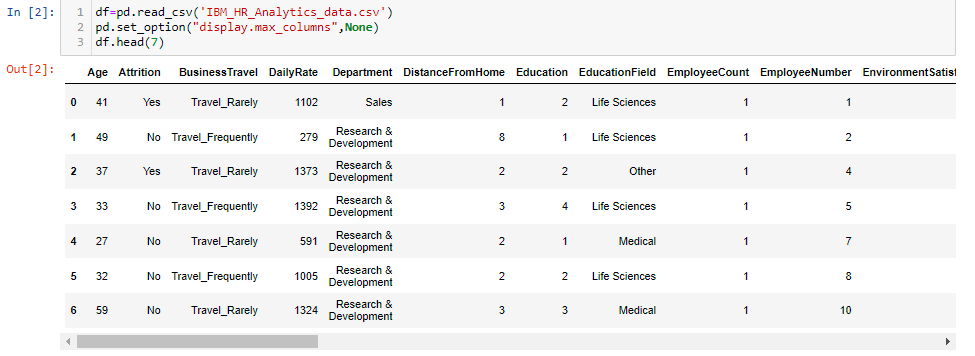 In [2]:
1 df=pd.read_csv('IBM_HR_Analytics_data.csv')
2 pd.set_option("display.max_columns",None)
3 df.head(7)
Out[2]:
Age Attrition BusinessTravel DailyRate Department DistanceFromHome Education EducationField EmployeeCount EmployeeNumber EnvironmentSatisf
0 41 Yes Travel_Rarely 1102 Sales 1 2 Life Sciences 1 1
1 49 No Travel_Frequently 279 Research & Development 8 1 Life Sciences 1 2
2 37 Yes Travel_Rarely 1373 Research & Development 2 2 Other 1 4
3 33 No Travel_Frequently 1392 Research & Development 3 4 Life Sciences 1 5
4 27 No Travel_Rarely 591 Research & Development 2 1 Medical 1 7
5 32 No Travel_Frequently 1005 Research & Development 2 2 Life Sciences 1 8
6 59 No Travel_Rarely 1324 Research & Development 3 3 Medical 1 10